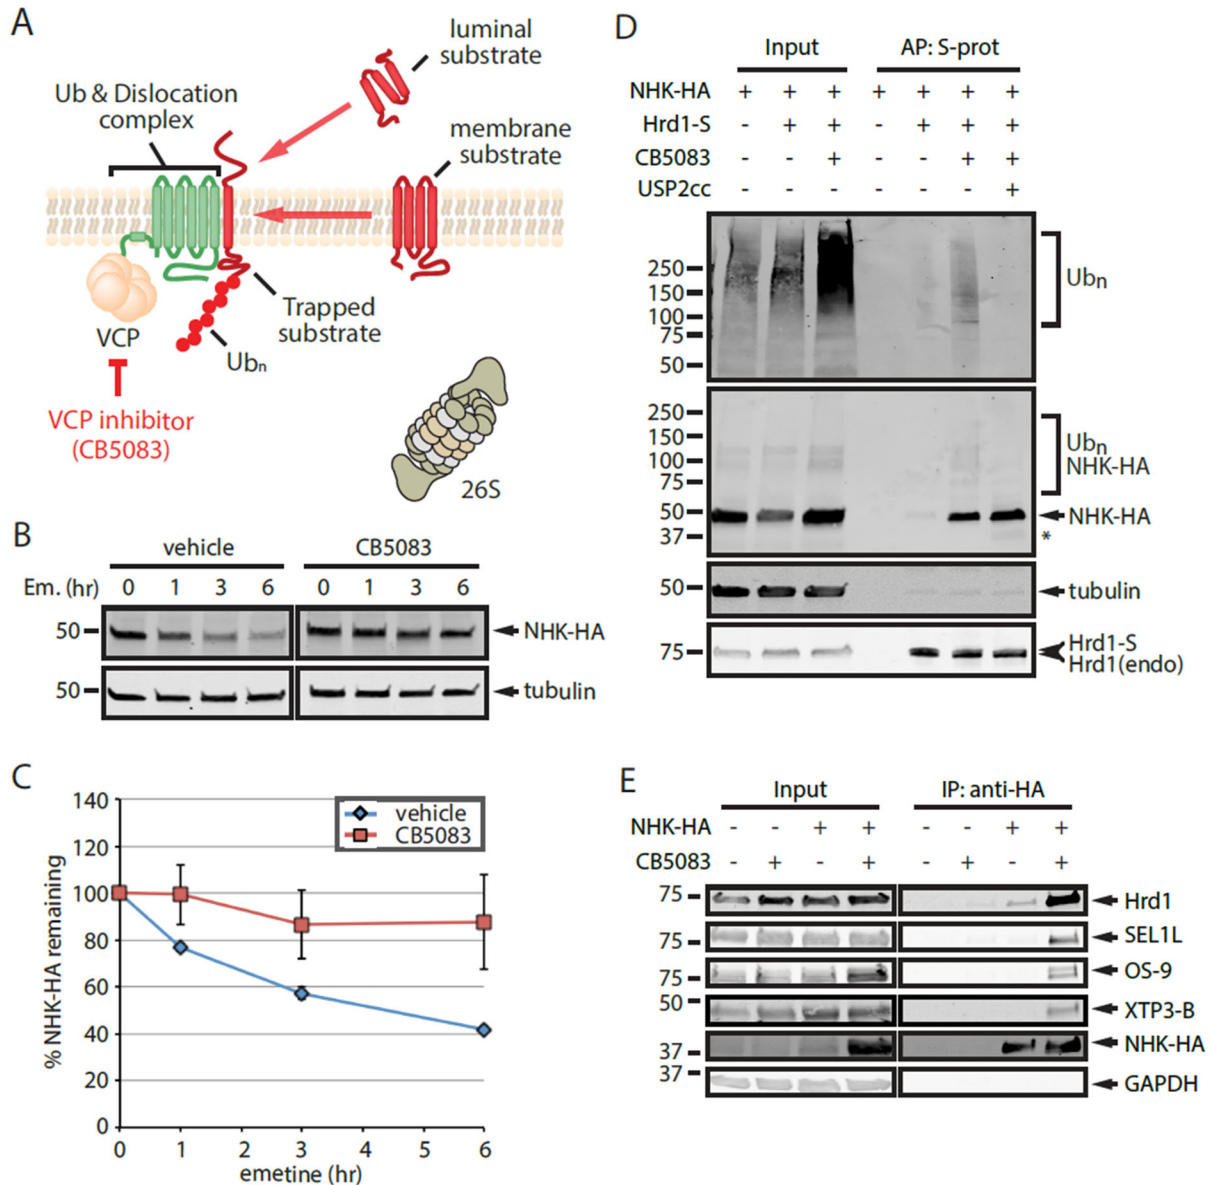 A
luminal
substrate
Ub & Dislocation
complex
membrane
substrate
VCP
Trapped
substrate
Ubn
VCP inhibitor
(CB5083)
26S
B
vehicle CB5083
Em. (hr) 0 1 3 6 0 1 3 6
50 NHK-HA
50 tubulin
C
140
120
100
80
60
40
20
0
% NHK-HA remaining
vehicle
CB5083
0 1 2 3 4 5 6
emetine (hr)
D
Input AP: S-prot
NHK-HA + + + + + + +
Hrd1-S - + + - + + +
CB5083 - - + - - + +
USP2cc - - - - - - +
250
150
100
75
50
Ubn
250
150
100
75
50
37
Ubn
NHK-HA
NHK-HA
*
50 tubulin
75 Hrd1-S
Hrd1(endo)
E
Input IP: anti-HA
NHK-HA - - + + - - + +
CB5083 - + - + - + - +
75 Hrd1
75 SEL1L
75 OS-9
50 XTP3-B
37 NHK-HA
37 GAPDH